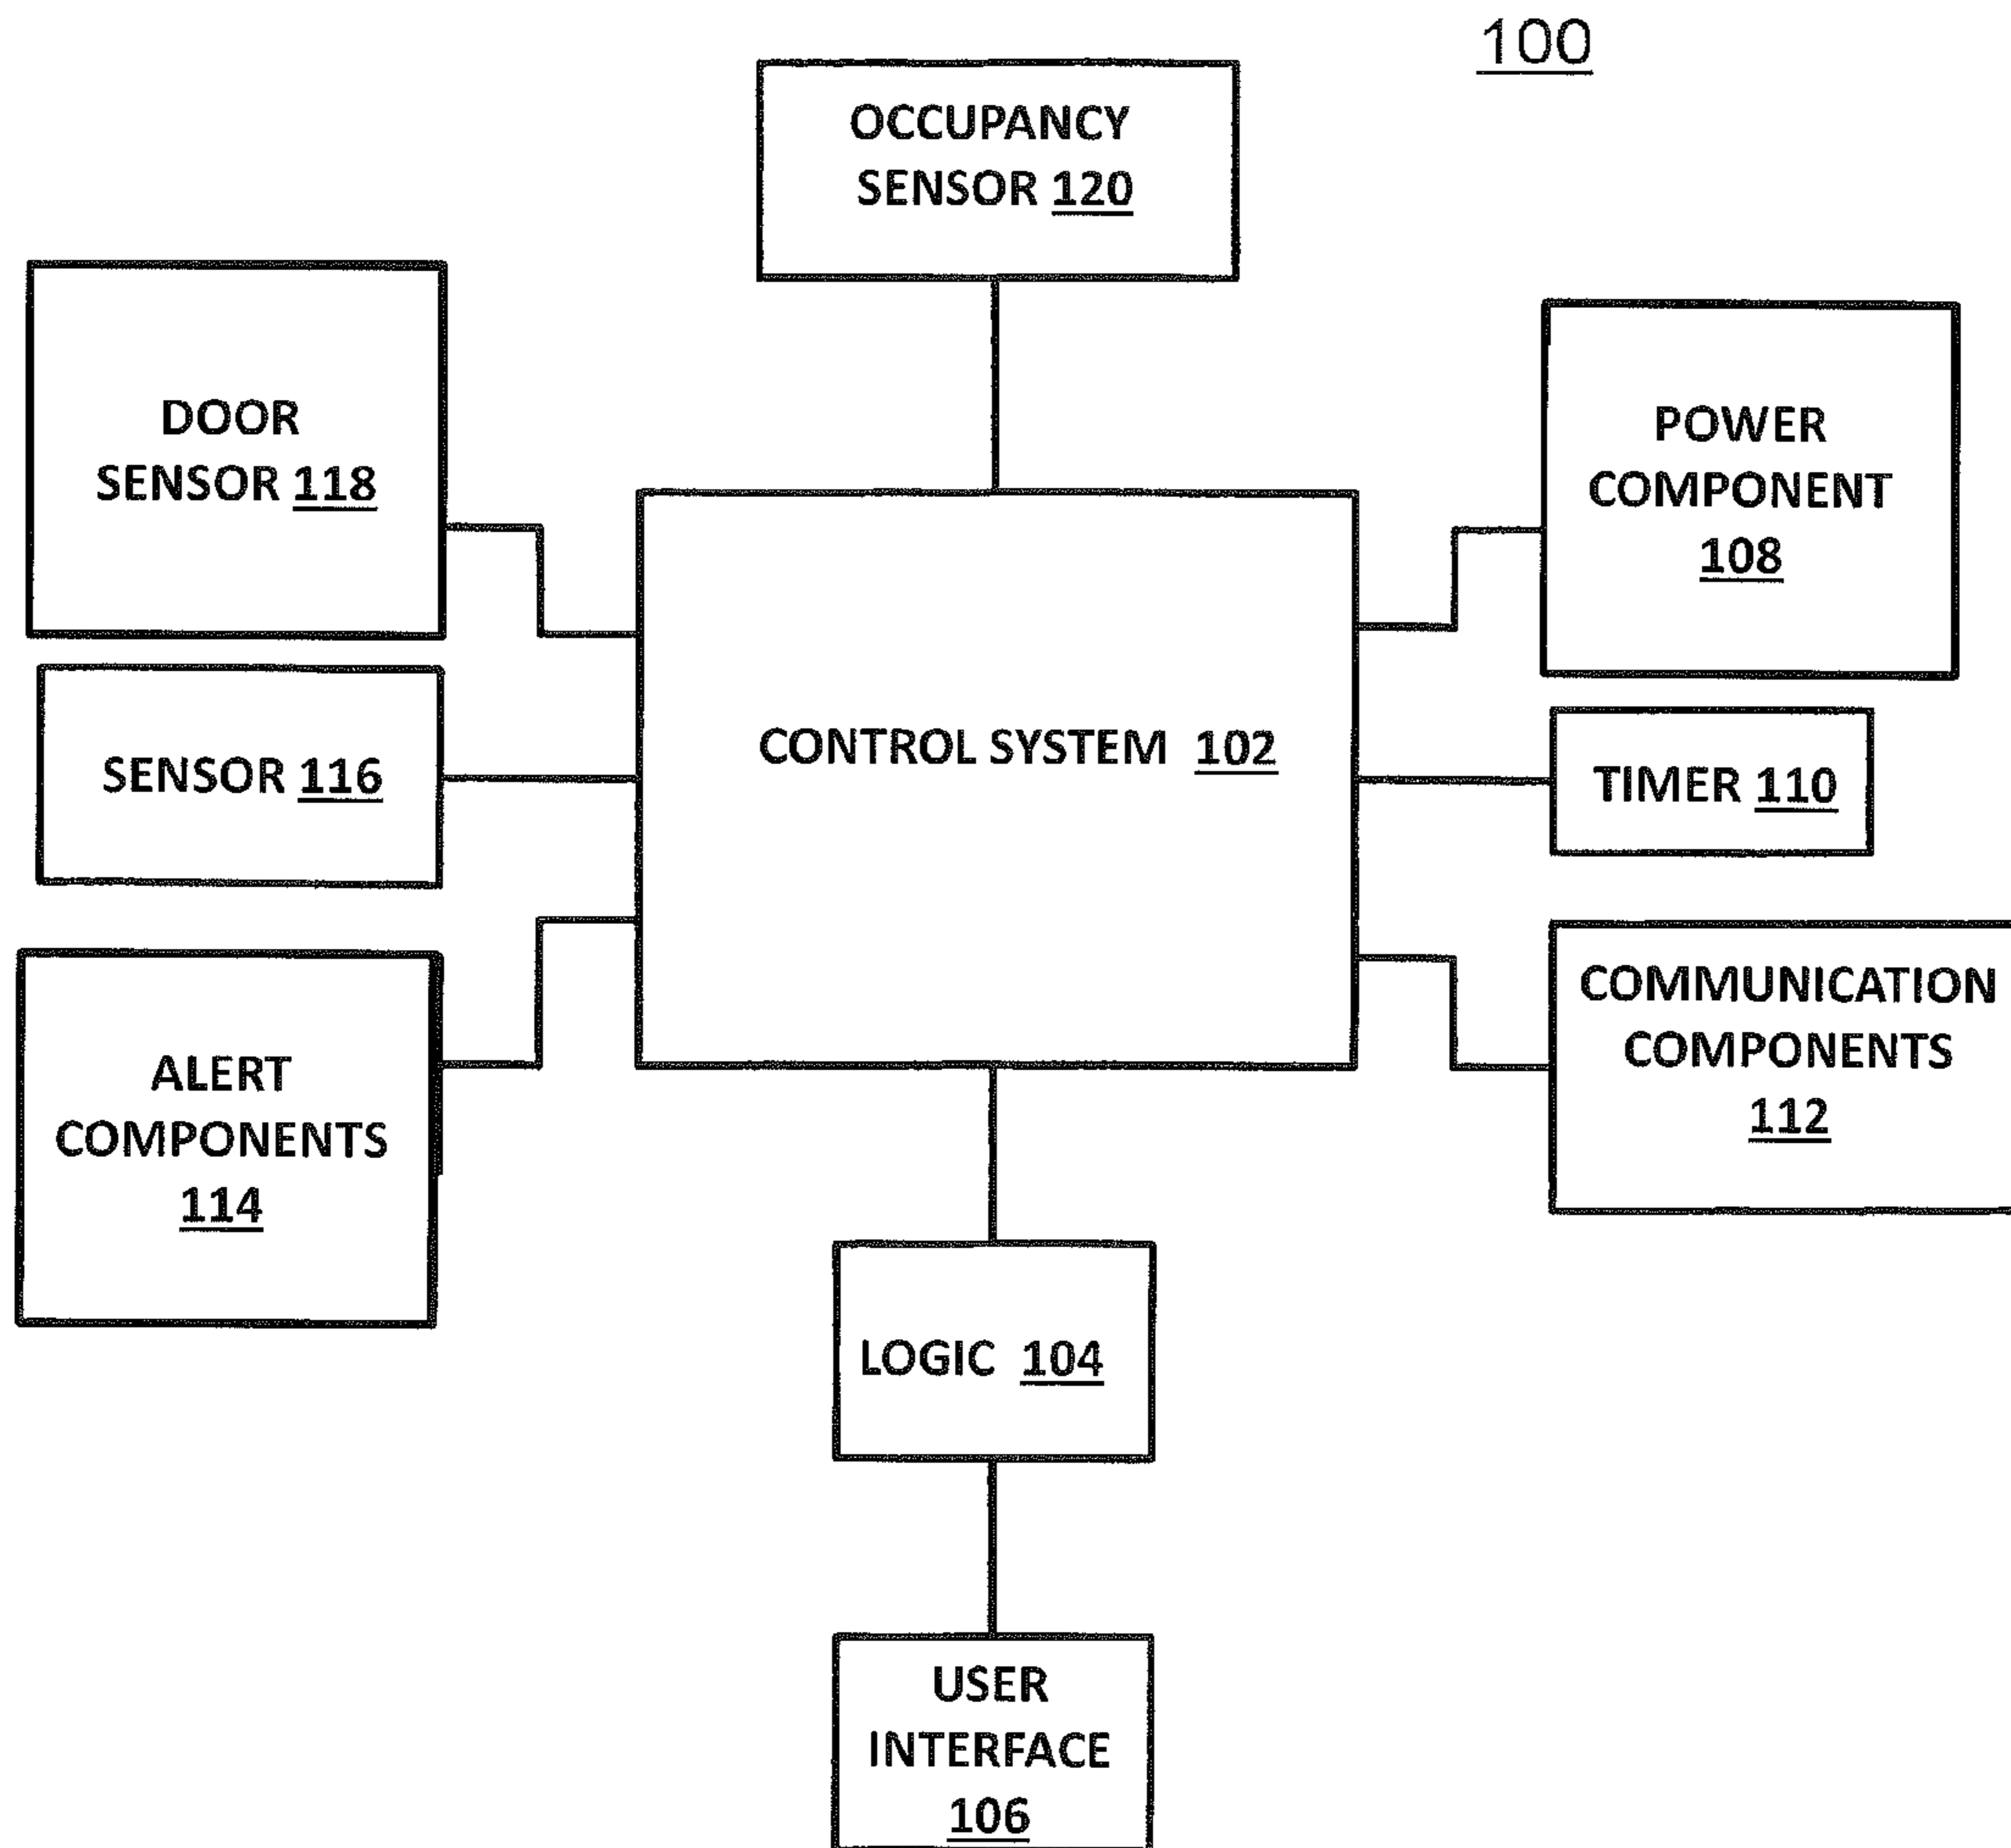 100
OCCUPANCY
SENSOR 120
DOOR
SENSOR 118
POWER
COMPONENT
108
SENSOR 116
CONTROL SYSTEM 102
TIMER 110
ALERT
COMPONENTS
114
COMMUNICATION
COMPONENTS
112
LOGIC 104
USER
INTERFACE
106